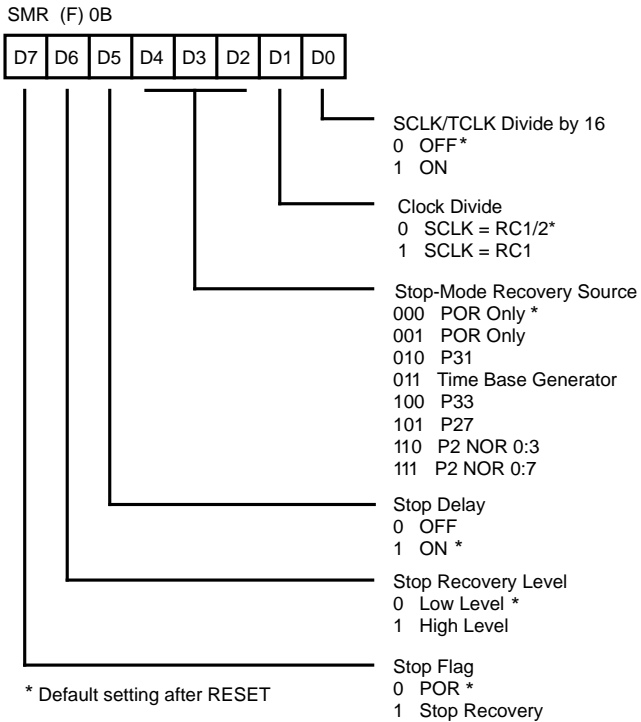 SMR (F) 0B
D7 D6 D5 D4 D3 D2 D1 D0
SCLK/TCLK Divide by 16
0 OFF*
1 ON
Clock Divide
0 SCLK = RC1/2*
1 SCLK = RC1
Stop-Mode Recovery Source
000 POR Only *
001 POR Only
010 P31
011 Time Base Generator
100 P33
101 P27
110 P2 NOR 0:3
111 P2 NOR 0:7
Stop Delay
0 OFF
1 ON *
Stop Recovery Level
0 Low Level *
1 High Level
Stop Flag
0 POR *
1 Stop Recovery
* Default setting after RESET